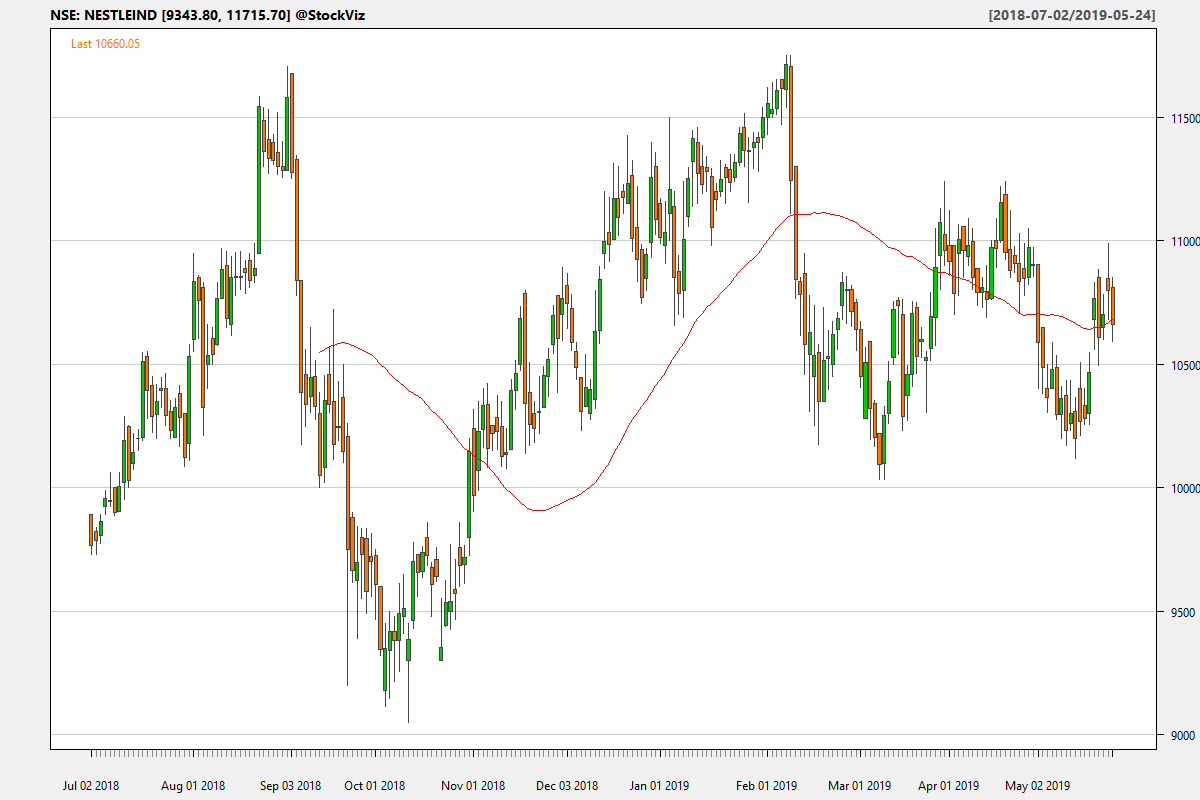 NSE: NESTLEIND [9343.80, 11715.70] @StockViz [2018-07-02/2019-05-24]
Last 10660.05
11500
11000
10500
10000
9500
9000
Jul 02 2018 Aug 01 2018 Sep 03 2018 Oct 01 2018 Nov 01 2018 Dec 03 2018 Jan 01 2019 Feb 01 2019 Mar 01 2019 Apr 01 2019 May 02 2019